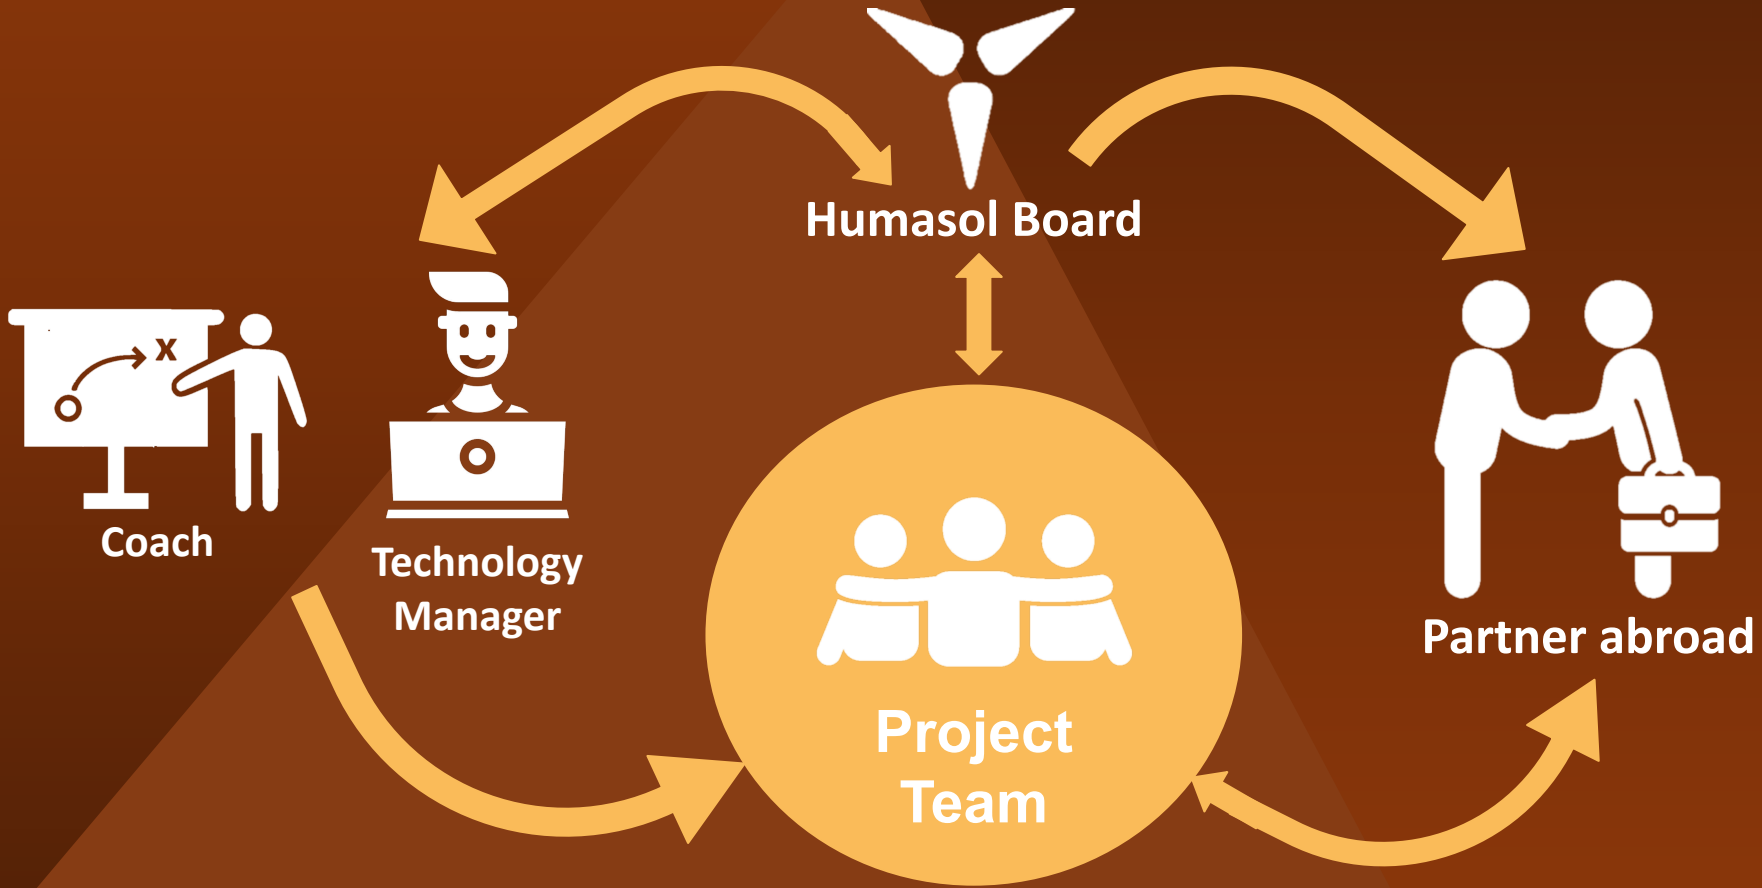 Humasol Board
x
Coach
Technology
Manager
Partner abroad
Project
Team